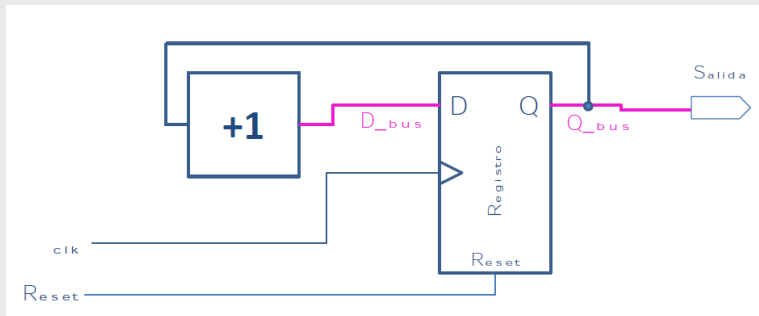 Salida
+1
D_bus
D
Q
Q_bus
Registro
clk
Reset
Reset